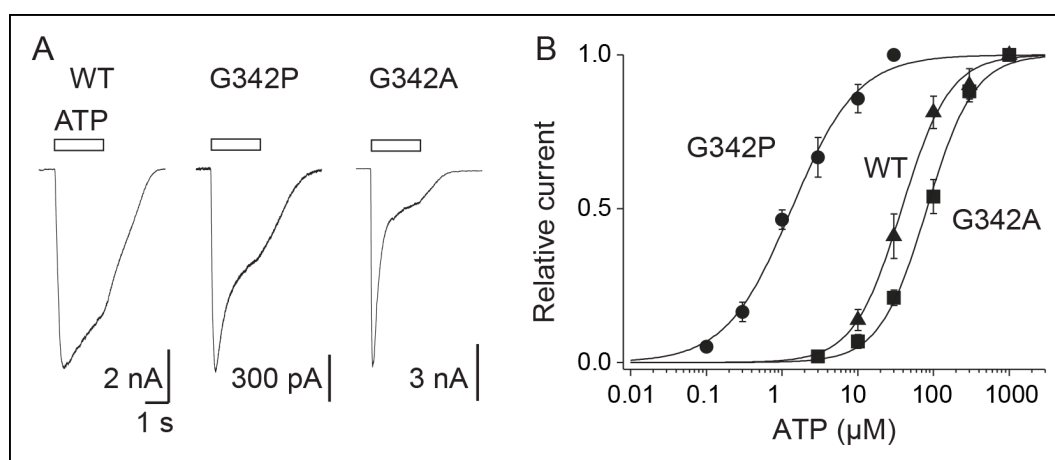 A
WT
G342P
G342A
ATP
2 nA
300 pA
3 nA
1 s
B
1.0
0.5
0.0
Relative current
G342P
WT
G342A
0.01
0.1
1
10
100
1000
ATP (µM)